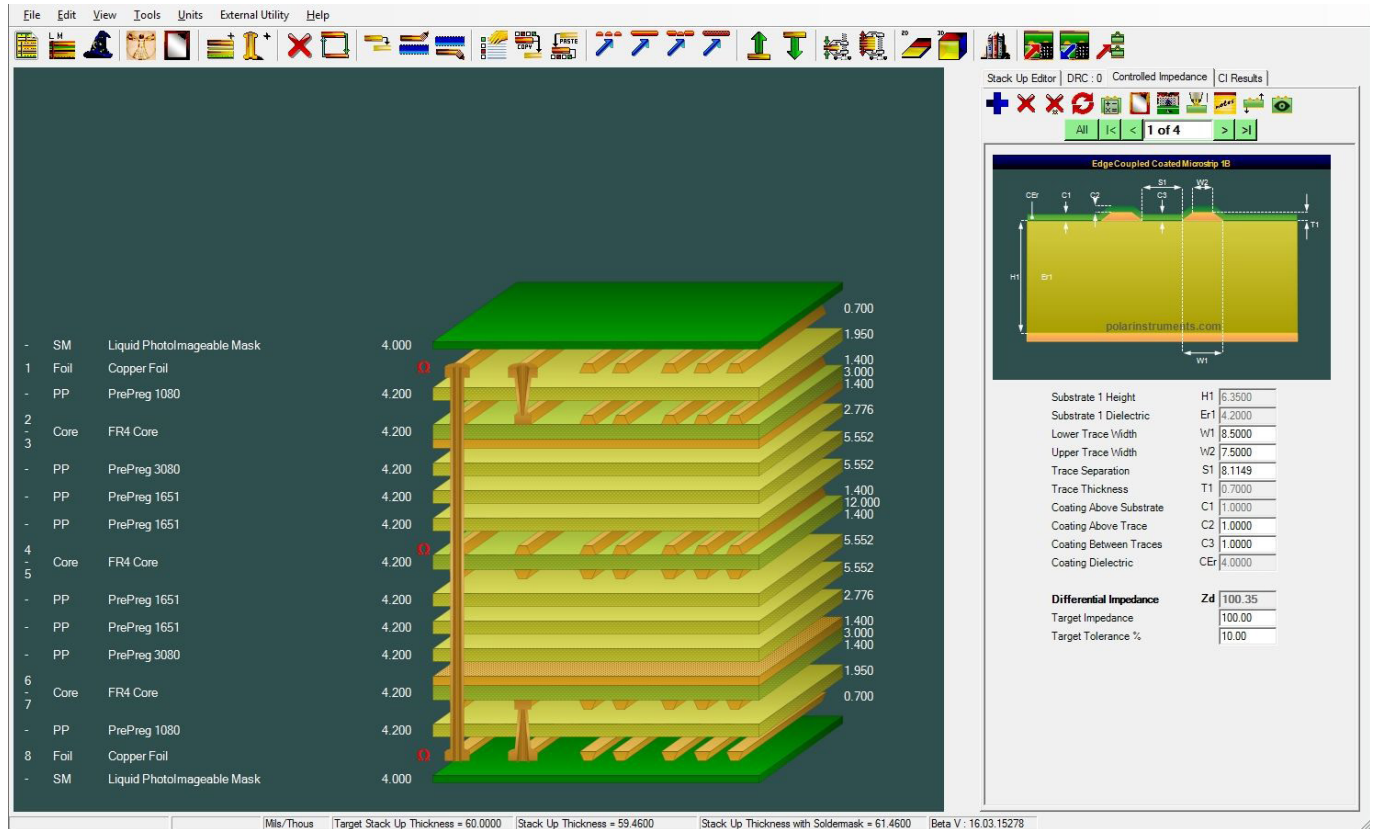 File Edit View Tools Units External Utility Help
L M
COPY
PASTE
2D
3D
Stack Up Editor DRC : 0 Controlled Impedance CI Results
notes
All |< < 1 of 4 > >|
Edge Coupled Coated Microstrip 1B
S1 W2
CEr C1 C2 C3
T1
H1 Er1
polarinstruments.com
W1
0.700
1.950
- SM Liquid PhotoImageable Mask 4.000
1.400
1 Foil Copper Foil Ω
3.000
1.400
- PP PrePreg 1080 4.200
2.776
2
- Core FR4 Core 4.200
3
5.552
- PP PrePreg 3080 4.200
5.552
- PP PrePreg 1651 4.200
1.400
12.000
1.400
- PP PrePreg 1651 4.200
5.552
4 Ω
- Core FR4 Core 4.200
5
5.552
- PP PrePreg 1651 4.200
2.776
- PP PrePreg 1651 4.200
1.400
3.000
1.400
- PP PrePreg 3080 4.200
1.950
6
- Core FR4 Core 4.200
7
0.700
- PP PrePreg 1080 4.200
8 Foil Copper Foil Ω
- SM Liquid PhotoImageable Mask 4.000
Substrate 1 Height H1 6.3500
Substrate 1 Dielectric Er1 4.2000
Lower Trace Width W1 8.5000
Upper Trace Width W2 7.5000
Trace Separation S1 8.1149
Trace Thickness T1 0.7000
Coating Above Substrate C1 1.0000
Coating Above Trace C2 1.0000
Coating Between Traces C3 1.0000
Coating Dielectric CEr 4.0000
Differential Impedance Zd 100.35
Target Impedance 100.00
Target Tolerance % 10.00
Mils/Thous Target Stack Up Thickness = 60.0000 Stack Up Thickness = 59.4600 Stack Up Thickness with Soldermask = 61.4600 Beta V : 16.03.15278